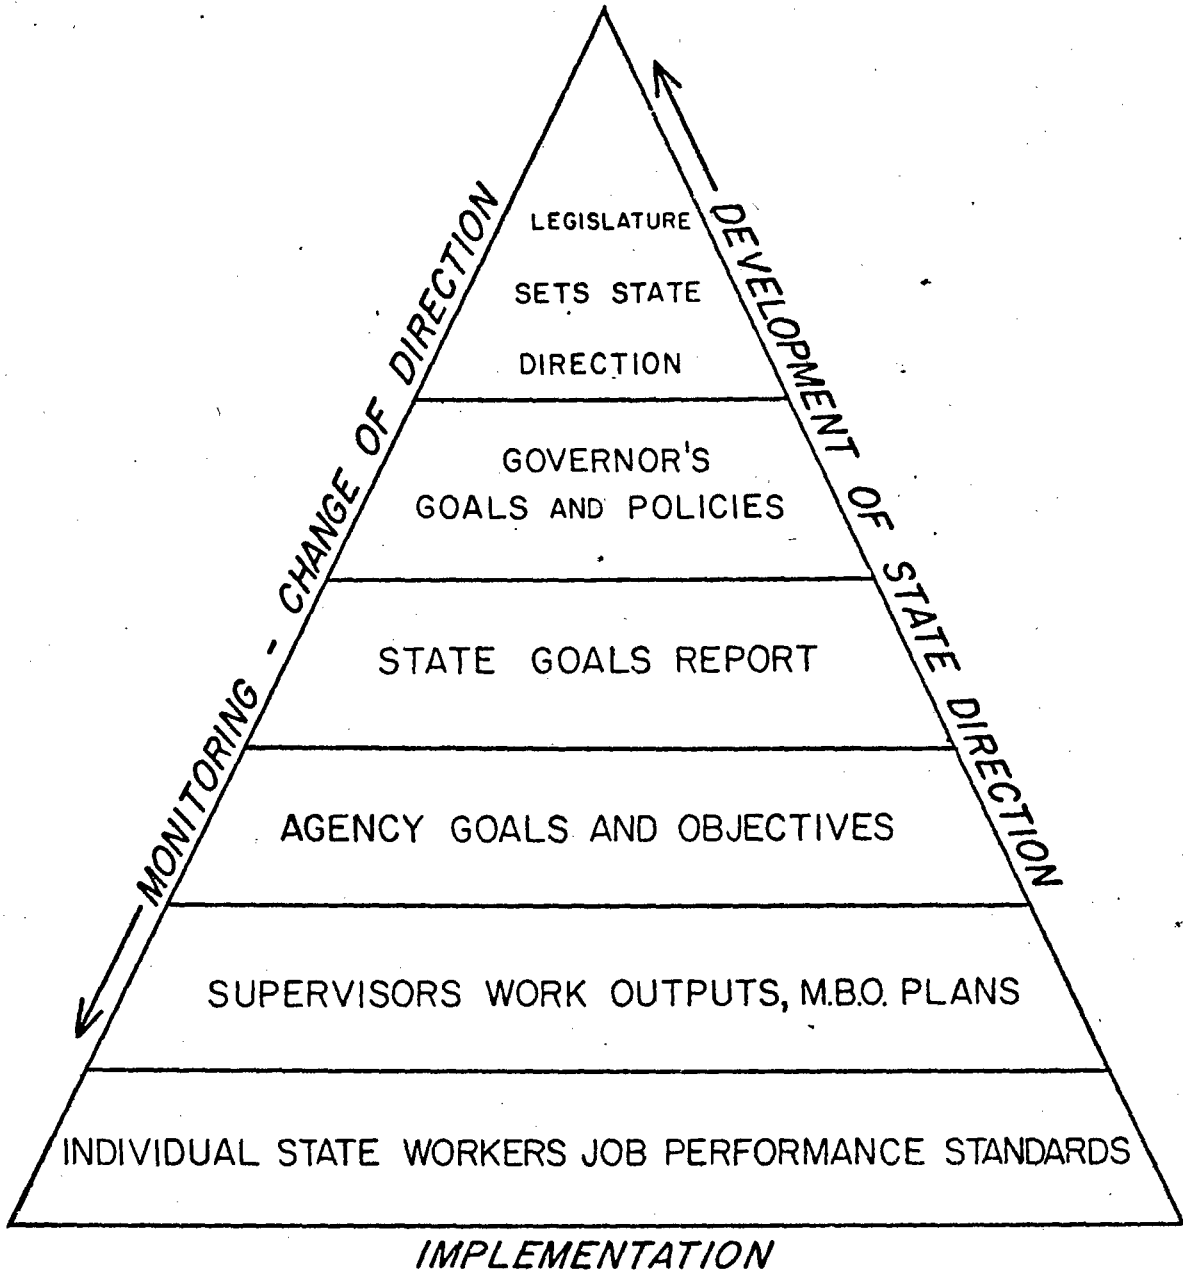 LEGISLATURE
SETS STATE
DIRECTION
GOVERNOR'S
GOALS AND POLICIES
STATE GOALS REPORT
AGENCY GOALS AND OBJECTIVES
SUPERVISORS WORK OUTPUTS, M.B.O. PLANS
INDIVIDUAL STATE WORKERS JOB PERFORMANCE STANDARDS
MONITORING - CHANGE OF DIRECTION
DEVELOPMENT OF STATE DIRECTION
IMPLEMENTATION